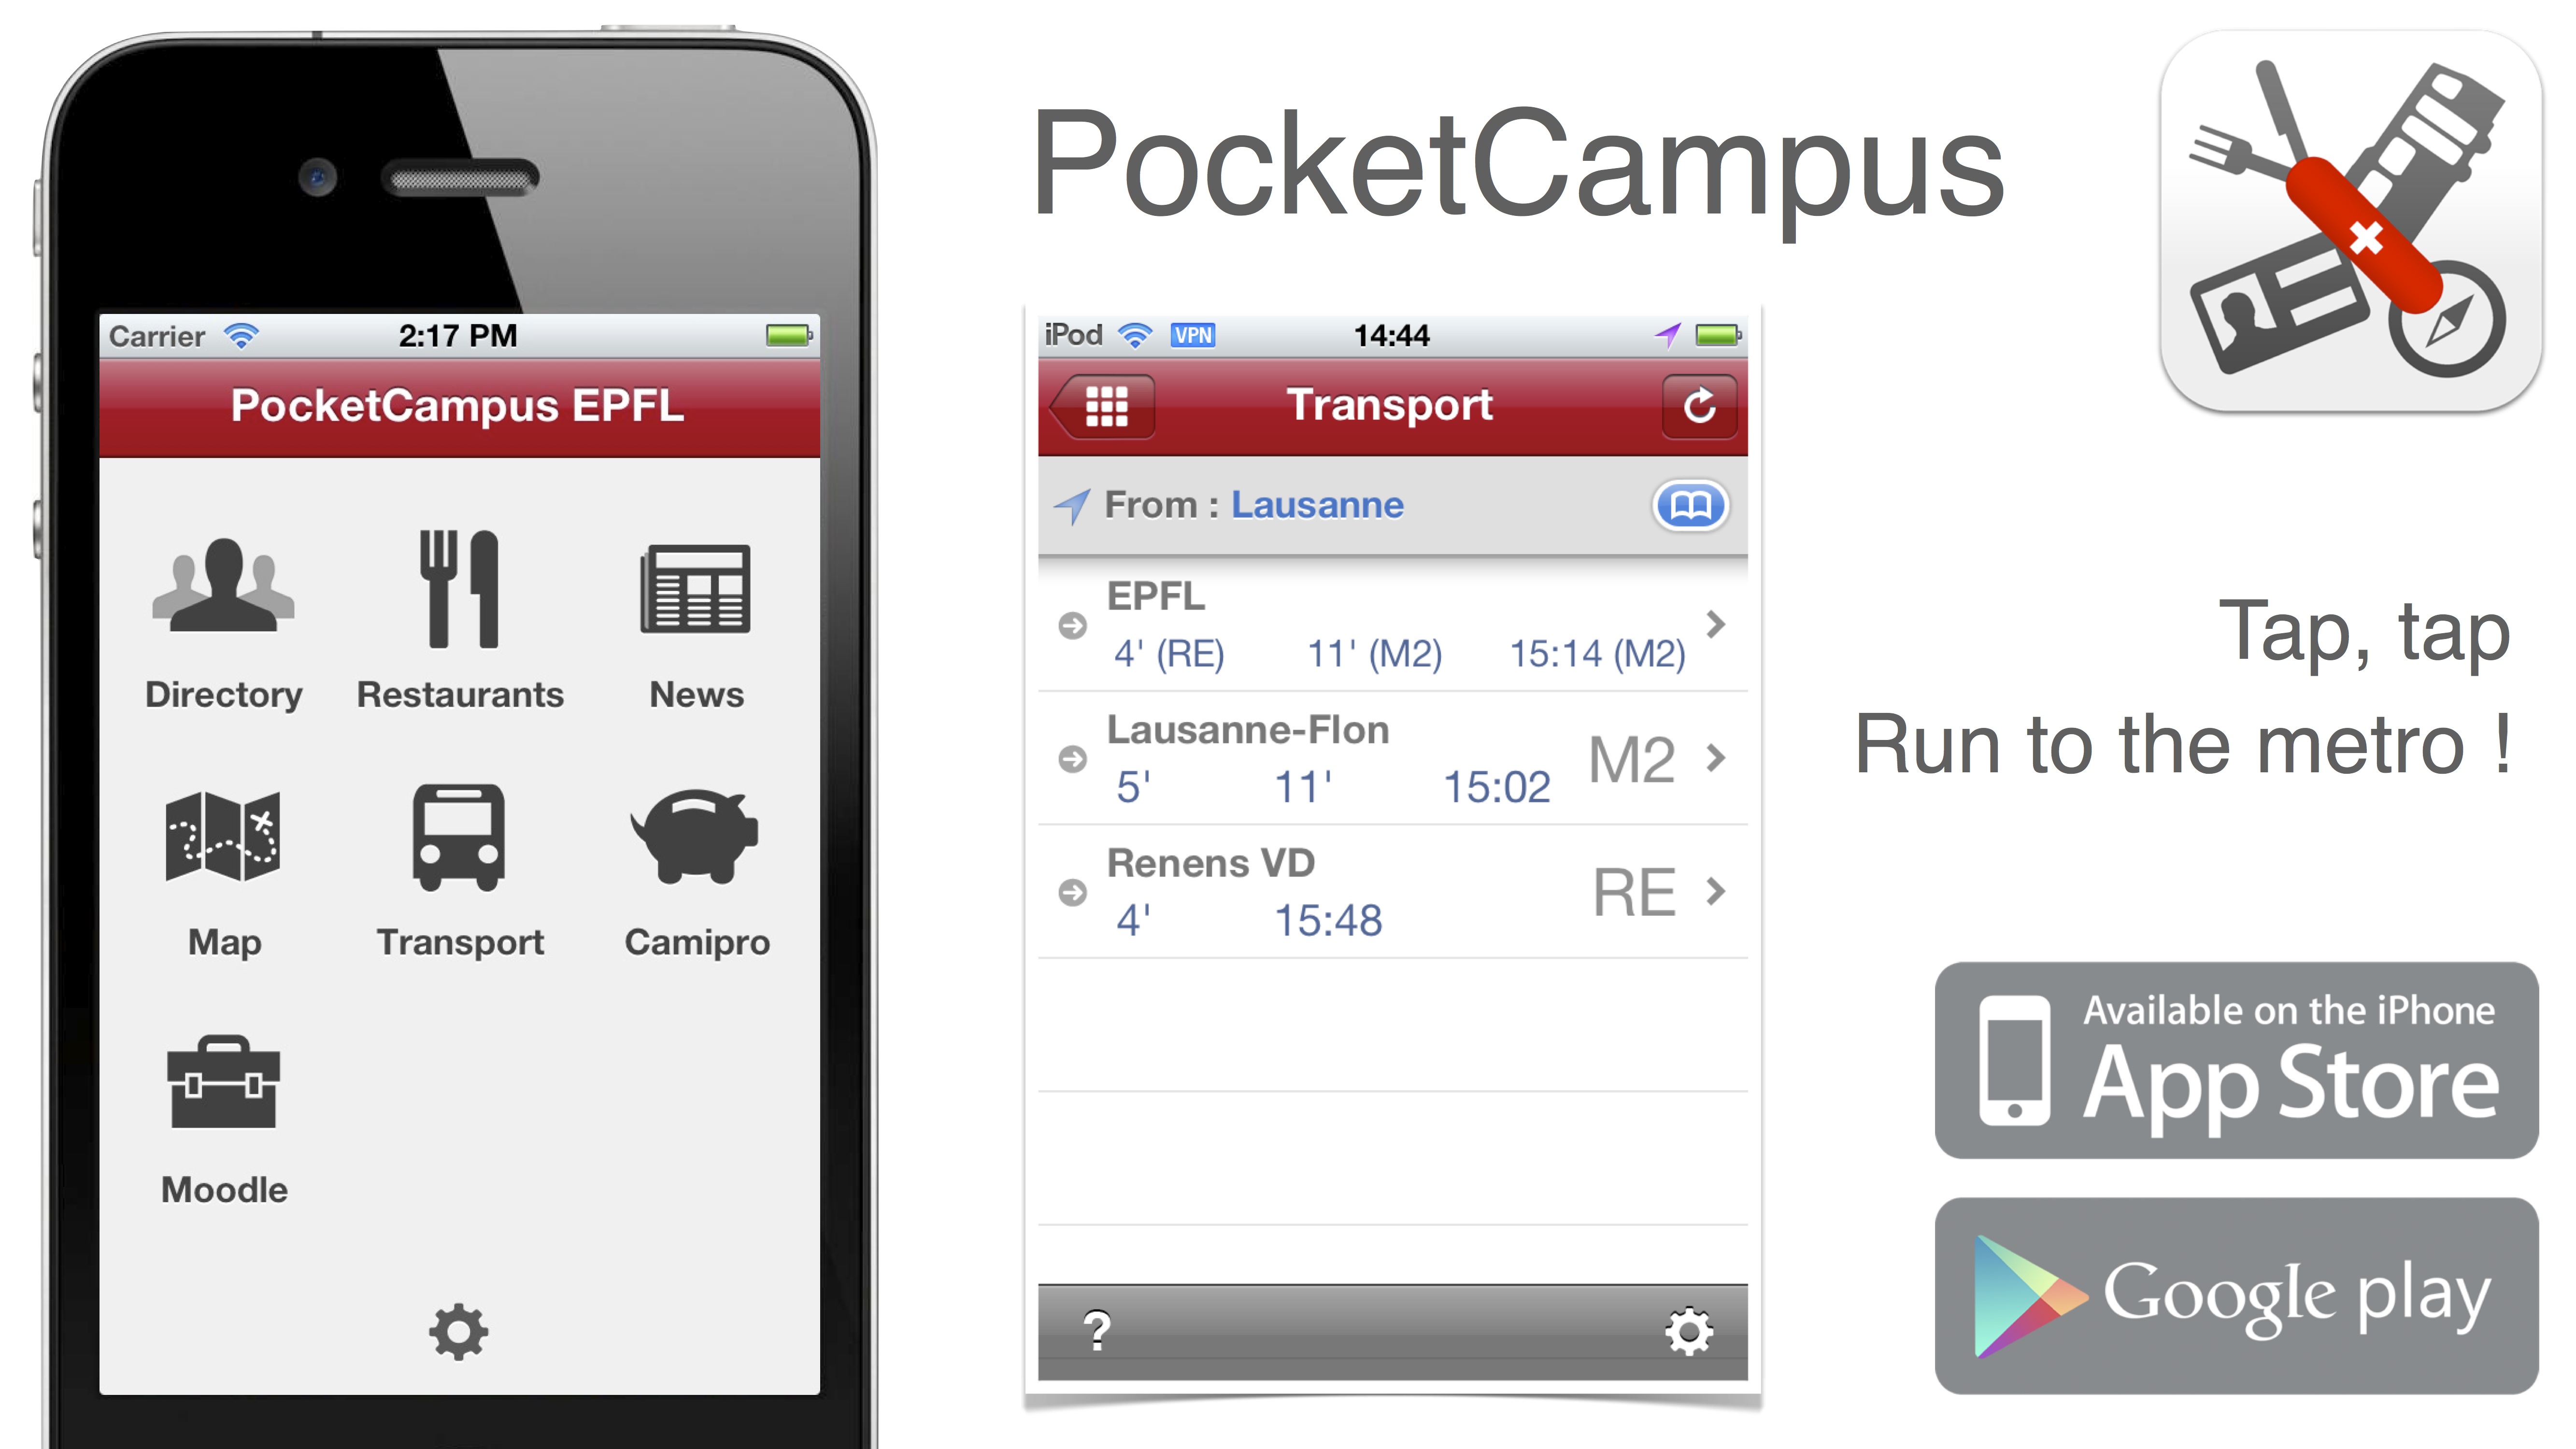 PocketCampus
Carrier 2:17 PM
PocketCampus EPFL
Directory Restaurants News
Map Transport Camipro
Moodle
iPod VPN 14:44
Transport
From : Lausanne
EPFL
4' (RE) 11' (M2) 15:14 (M2)
Lausanne-Flon
5' 11' 15:02 M2
Renens VD
4' 15:48 RE
?
Tap, tap
Run to the metro !
Available on the iPhone
App Store
Google play